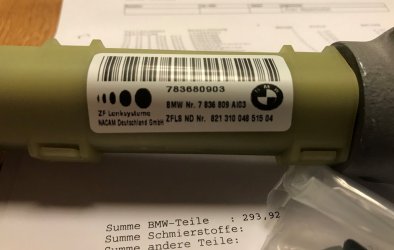 783680903
BMW Nr. 7 836 809 AI03
ZF Lenksysteme
NACAM Deutschland GmbH
ZFLS ND Nr. 821 310 048 515 04
Summe BMW-Teile : 293,92
Summe Schmierstoffe:
Summe andere Teile: